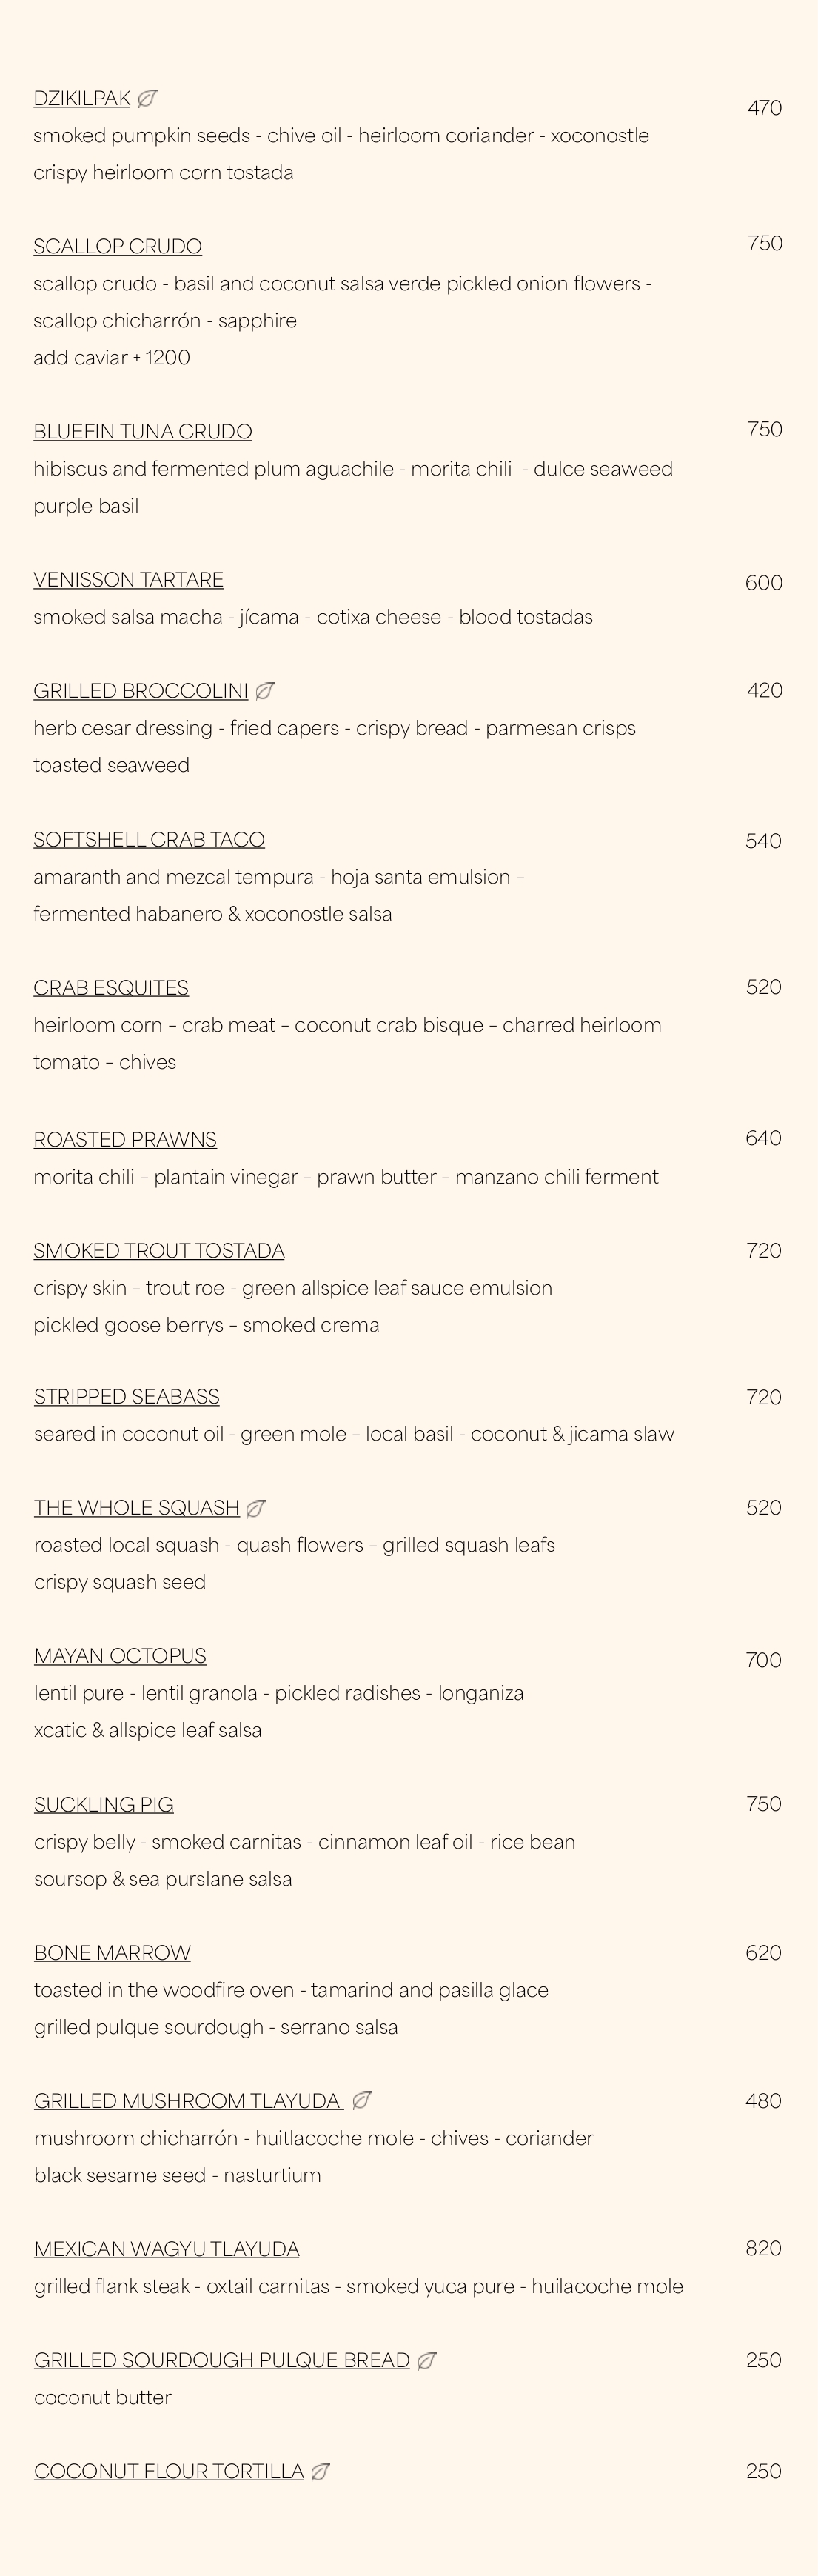 DZIKILPAK 470
smoked pumpkin seeds - chive oil - heirloom coriander - xoconostle
crispy heirloom corn tostada
SCALLOP CRUDO 750
scallop crudo - basil and coconut salsa verde pickled onion flowers -
scallop chicharrón - sapphire
add caviar + 1200
BLUEFIN TUNA CRUDO 750
hibiscus and fermented plum aguachile - morita chili  - dulce seaweed
purple basil
VENISSON TARTARE 600
smoked salsa macha - jícama - cotixa cheese - blood tostadas
GRILLED BROCCOLINI 420
herb cesar dressing - fried capers - crispy bread - parmesan crisps
toasted seaweed
SOFTSHELL CRAB TACO 540
amaranth and mezcal tempura - hoja santa emulsion –
fermented habanero & xoconostle salsa
CRAB ESQUITES 520
heirloom corn – crab meat – coconut crab bisque – charred heirloom
tomato – chives
ROASTED PRAWNS 640
morita chili – plantain vinegar – prawn butter – manzano chili ferment
SMOKED TROUT TOSTADA 720
crispy skin – trout roe - green allspice leaf sauce emulsion
pickled goose berrys – smoked crema
STRIPPED SEABASS 720
seared in coconut oil - green mole – local basil - coconut & jicama slaw
THE WHOLE SQUASH 520
roasted local squash - quash flowers – grilled squash leafs
crispy squash seed
MAYAN OCTOPUS 700
lentil pure - lentil granola - pickled radishes - longaniza
xcatic & allspice leaf salsa
SUCKLING PIG 750
crispy belly - smoked carnitas - cinnamon leaf oil - rice bean
soursop & sea purslane salsa
BONE MARROW 620
toasted in the woodfire oven - tamarind and pasilla glace
grilled pulque sourdough - serrano salsa
GRILLED MUSHROOM TLAYUDA 480
mushroom chicharrón - huitlacoche mole - chives - coriander
black sesame seed - nasturtium
MEXICAN WAGYU TLAYUDA 820
grilled flank steak - oxtail carnitas - smoked yuca pure - huilacoche mole
GRILLED SOURDOUGH PULQUE BREAD 250
coconut butter
COCONUT FLOUR TORTILLA 250